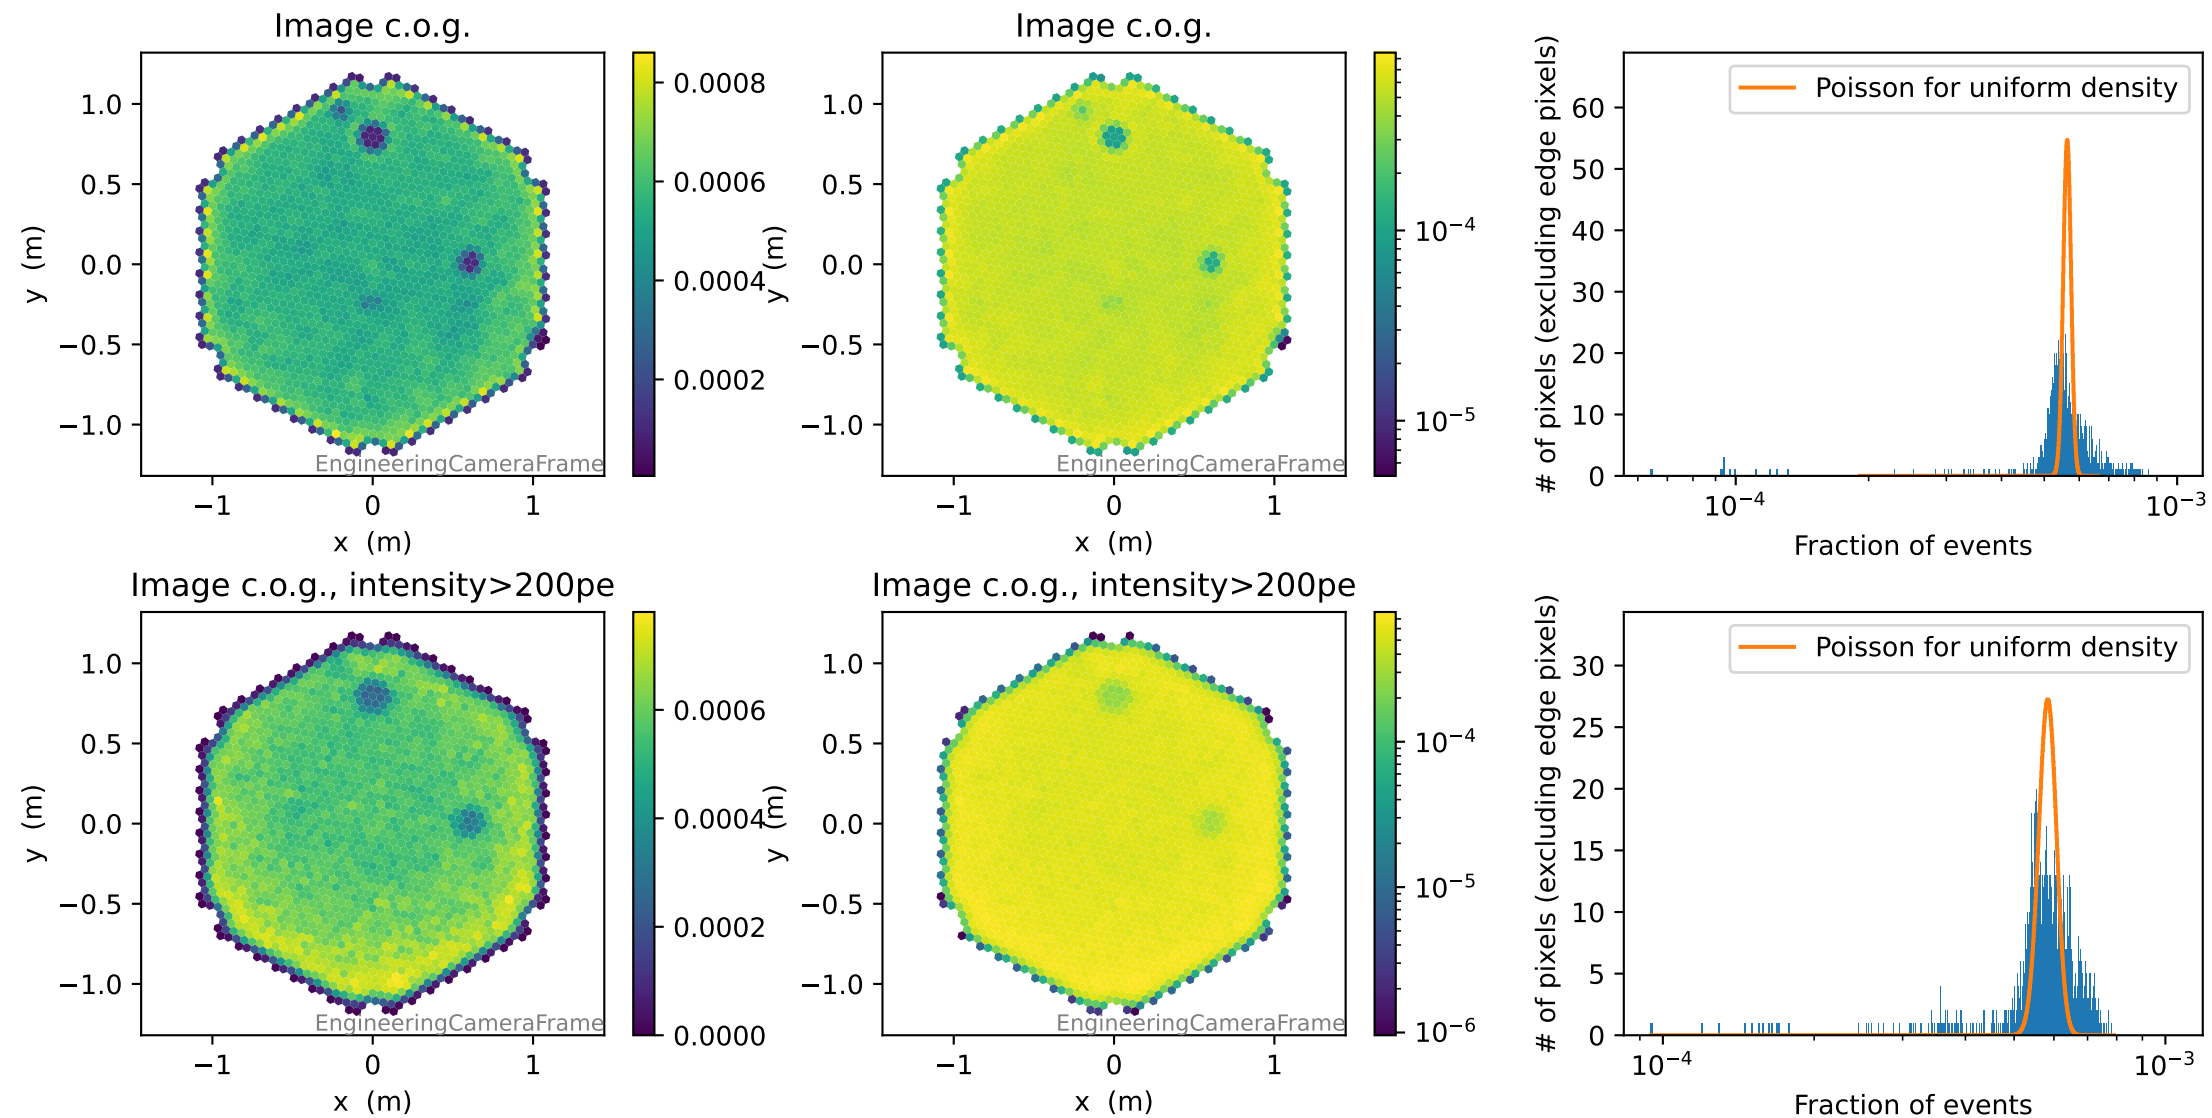 Image c.o.g.
1.0
0.5
0.0
−0.5
−1.0
y (m)
−1
0
1
x (m)
EngineeringCameraFrame
0.0008
0.0006
0.0004
0.0002
Image c.o.g.
1.0
0.5
0.0
−0.5
−1.0
y (m)
−1
0
1
x (m)
EngineeringCameraFrame
10⁻⁴
10⁻⁵
# of pixels (excluding edge pixels)
60
50
40
30
20
10
0
Poisson for uniform density
10⁻⁴
10⁻³
Fraction of events
Image c.o.g., intensity>200pe
1.0
0.5
0.0
−0.5
−1.0
y (m)
−1
0
1
x (m)
EngineeringCameraFrame
0.0006
0.0004
0.0002
0.0000
Image c.o.g., intensity>200pe
1.0
0.5
0.0
−0.5
−1.0
y (m)
−1
0
1
x (m)
EngineeringCameraFrame
10⁻⁴
10⁻⁵
10⁻⁶
# of pixels (excluding edge pixels)
30
25
20
15
10
5
0
Poisson for uniform density
10⁻⁴
10⁻³
Fraction of events